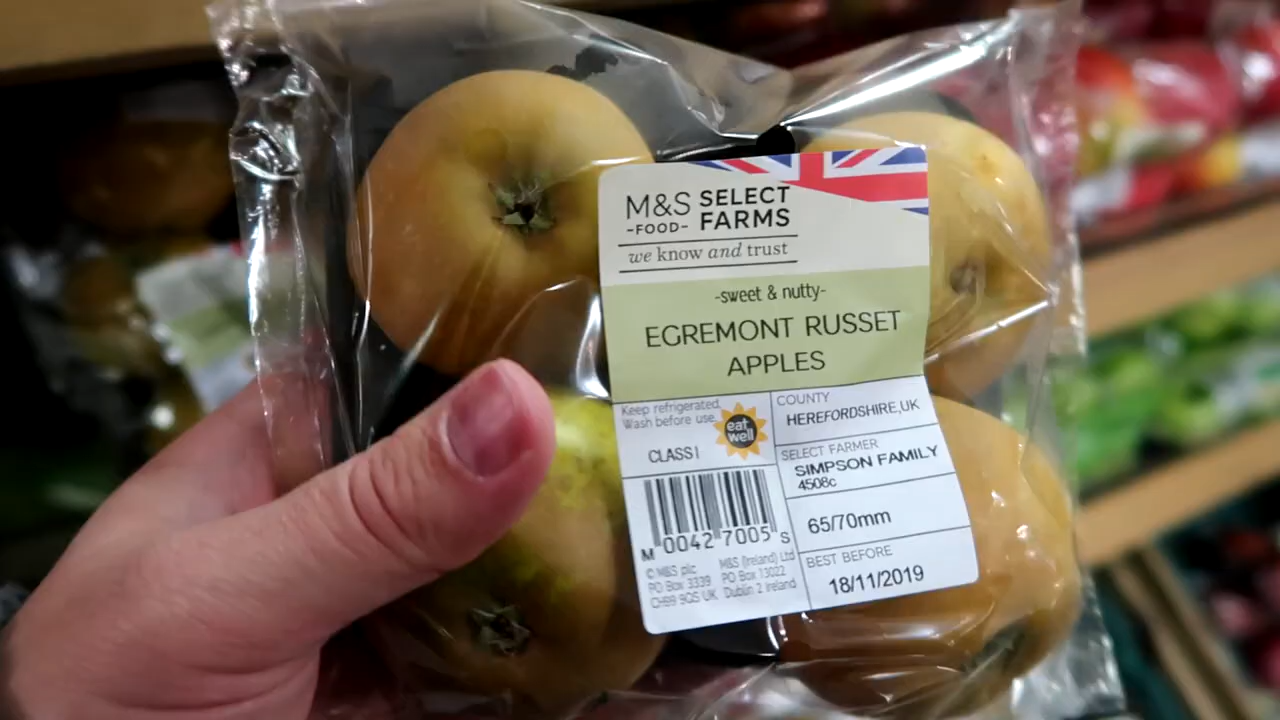 M&S SELECT
-FOOD- FARMS
we know and trust
-sweet & nutty-
EGREMONT RUSSET
APPLES
Keep refrigerated.
Wash before use.
eat
well
CLASS I
COUNTY
HEREFORDSHIRE,UK
SELECT FARMER
SIMPSON FAMILY
4508c
65/70mm
BEST BEFORE
18/11/2019
M 0042 7005 S
© M&S plc
PO Box 3339
CH99 9QS UK
M&S (Ireland) Ltd
PO Box 13022
Dublin 2 Ireland